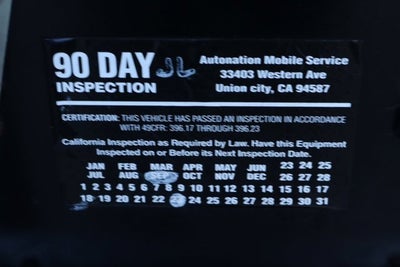 90 DAY JL
INSPECTION
Autonation Mobile Service
33403 Western Ave
Union city, CA 94587
CERTIFICATION: THIS VEHICLE HAS PASSED AN INSPECTION IN ACCORDANCE
WITH 49CFR: 396.17 THROUGH 396.23
California Inspection as Required by Law. Have this Equipment
Inspected on or Before its Next Inspection Date.
JAN FEB MAR APR MAY JUN 23 24 25
JUL AUG SEP OCT NOV DEC 26 27 28
1 2 3 4 5 6 7 8 9 10 11 12 13 14 15 16 17
18 19 20 21 22 23 24 25 26 27 28 29 30 31